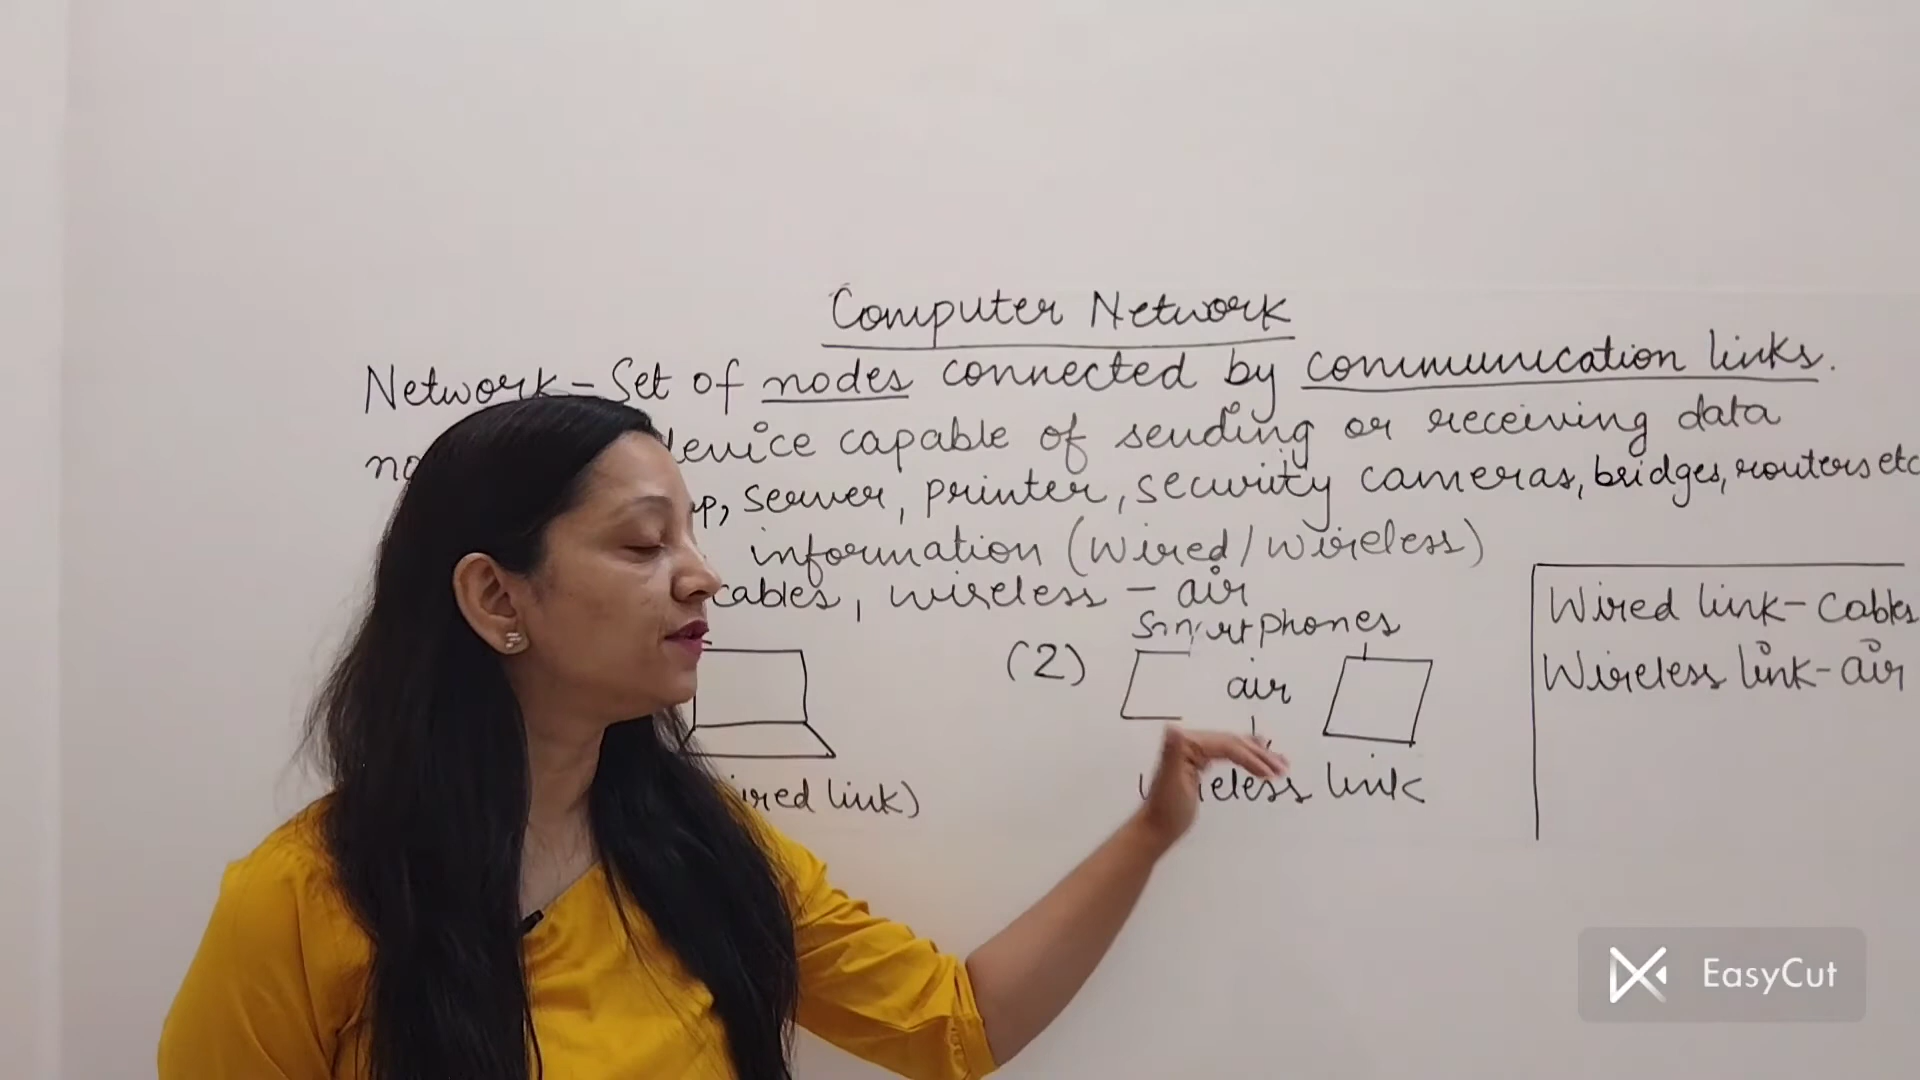 Computer Network
Network - Set of nodes connected by communication links.
device capable of sending or receiving data
server, printer, security cameras, bridges, routers etc
information (Wired/Wireless)
cables, wireless - air
Smartphones
(2)
air
link)
link
Wired link - Cables
Wireless link - air
EasyCut